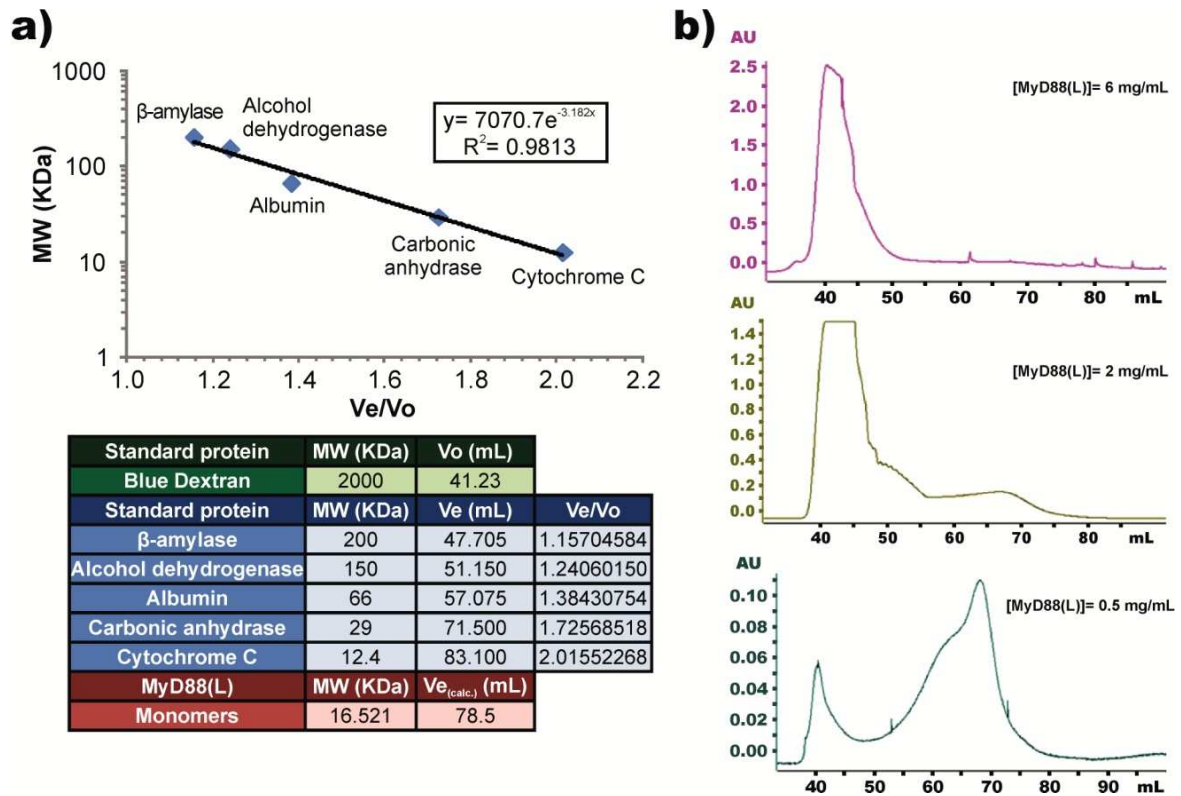 a)
1000
100
10
1
MW (KDa)
β-amylase
Alcohol
dehydrogenase
Albumin
Carbonic
anhydrase
Cytochrome C
y= 7070.7e-3.182x
R2= 0.9813
1.0 1.2 1.4 1.6 1.8 2.0 2.2
Ve/Vo
Standard protein MW (KDa) Vo (mL)
Blue Dextran 2000 41.23
Standard protein MW (KDa) Ve (mL) Ve/Vo
β-amylase 200 47.705 1.15704584
Alcohol dehydrogenase 150 51.150 1.24060150
Albumin 66 57.075 1.38430754
Carbonic anhydrase 29 71.500 1.72568518
Cytochrome C 12.4 83.100 2.01552268
MyD88(L) MW (KDa) Ve(calc.) (mL)
Monomers 16.521 78.5
b)
AU
2.5
2.0
1.5
1.0
0.5
0.0
[MyD88(L)]= 6 mg/mL
40 50 60 70 80 mL
1.4
1.2
1.0
0.8
0.6
0.4
0.2
0.0
[MyD88(L)]= 2 mg/mL
40 50 60 70 80 mL
AU
0.10
0.08
0.06
0.04
0.02
0.00
[MyD88(L)]= 0.5 mg/mL
40 50 60 70 80 90 mL